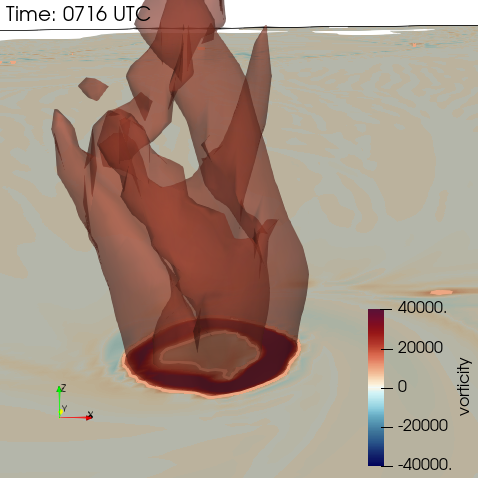 Time: 0716 UTC
40000.
20000
0
-20000
-40000.
vorticity
Z
Y
X